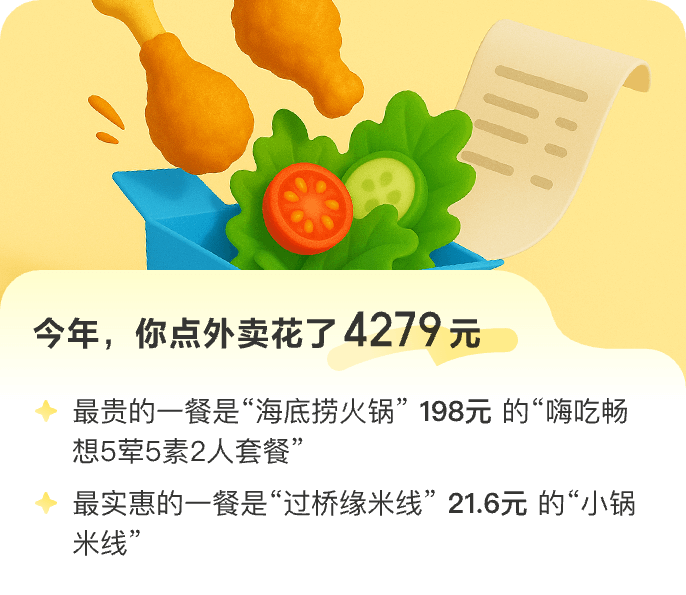 今年，你点外卖花了4279元
最贵的一餐是“海底捞火锅” 198元 的“嗨吃畅
想5荤5素2人套餐”
最实惠的一餐是“过桥缘米线” 21.6元 的“小锅
米线”